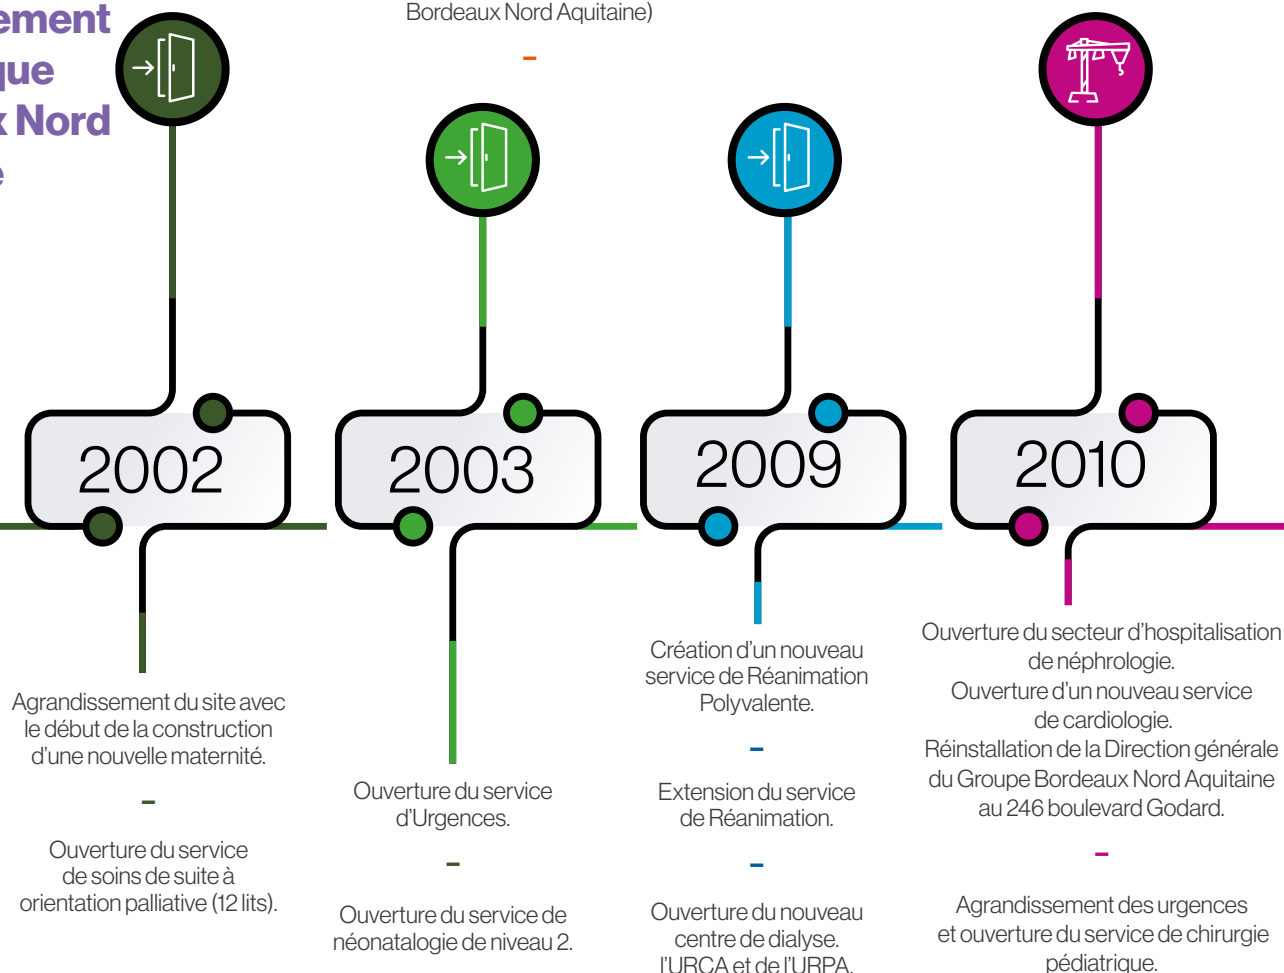 ement
que
x Nord
e
Bordeaux Nord Aquitaine)
–
2002
Agrandissement du site avec
le début de la construction
d'une nouvelle maternité.
–
Ouverture du service
de soins de suite à
orientation palliative (12 lits).
2003
Ouverture du service
d'Urgences.
–
Ouverture du service de
néonatalogie de niveau 2.
2009
Création d'un nouveau
service de Réanimation
Polyvalente.
–
Extension du service
de Réanimation.
–
Ouverture du nouveau
centre de dialyse.
l'URCA et de l'URPA.
2010
Ouverture du secteur d'hospitalisation
de néphrologie.
Ouverture d'un nouveau service
de cardiologie.
Réinstallation de la Direction générale
du Groupe Bordeaux Nord Aquitaine
au 246 boulevard Godard.
–
Agrandissement des urgences
et ouverture du service de chirurgie
pédiatrique.